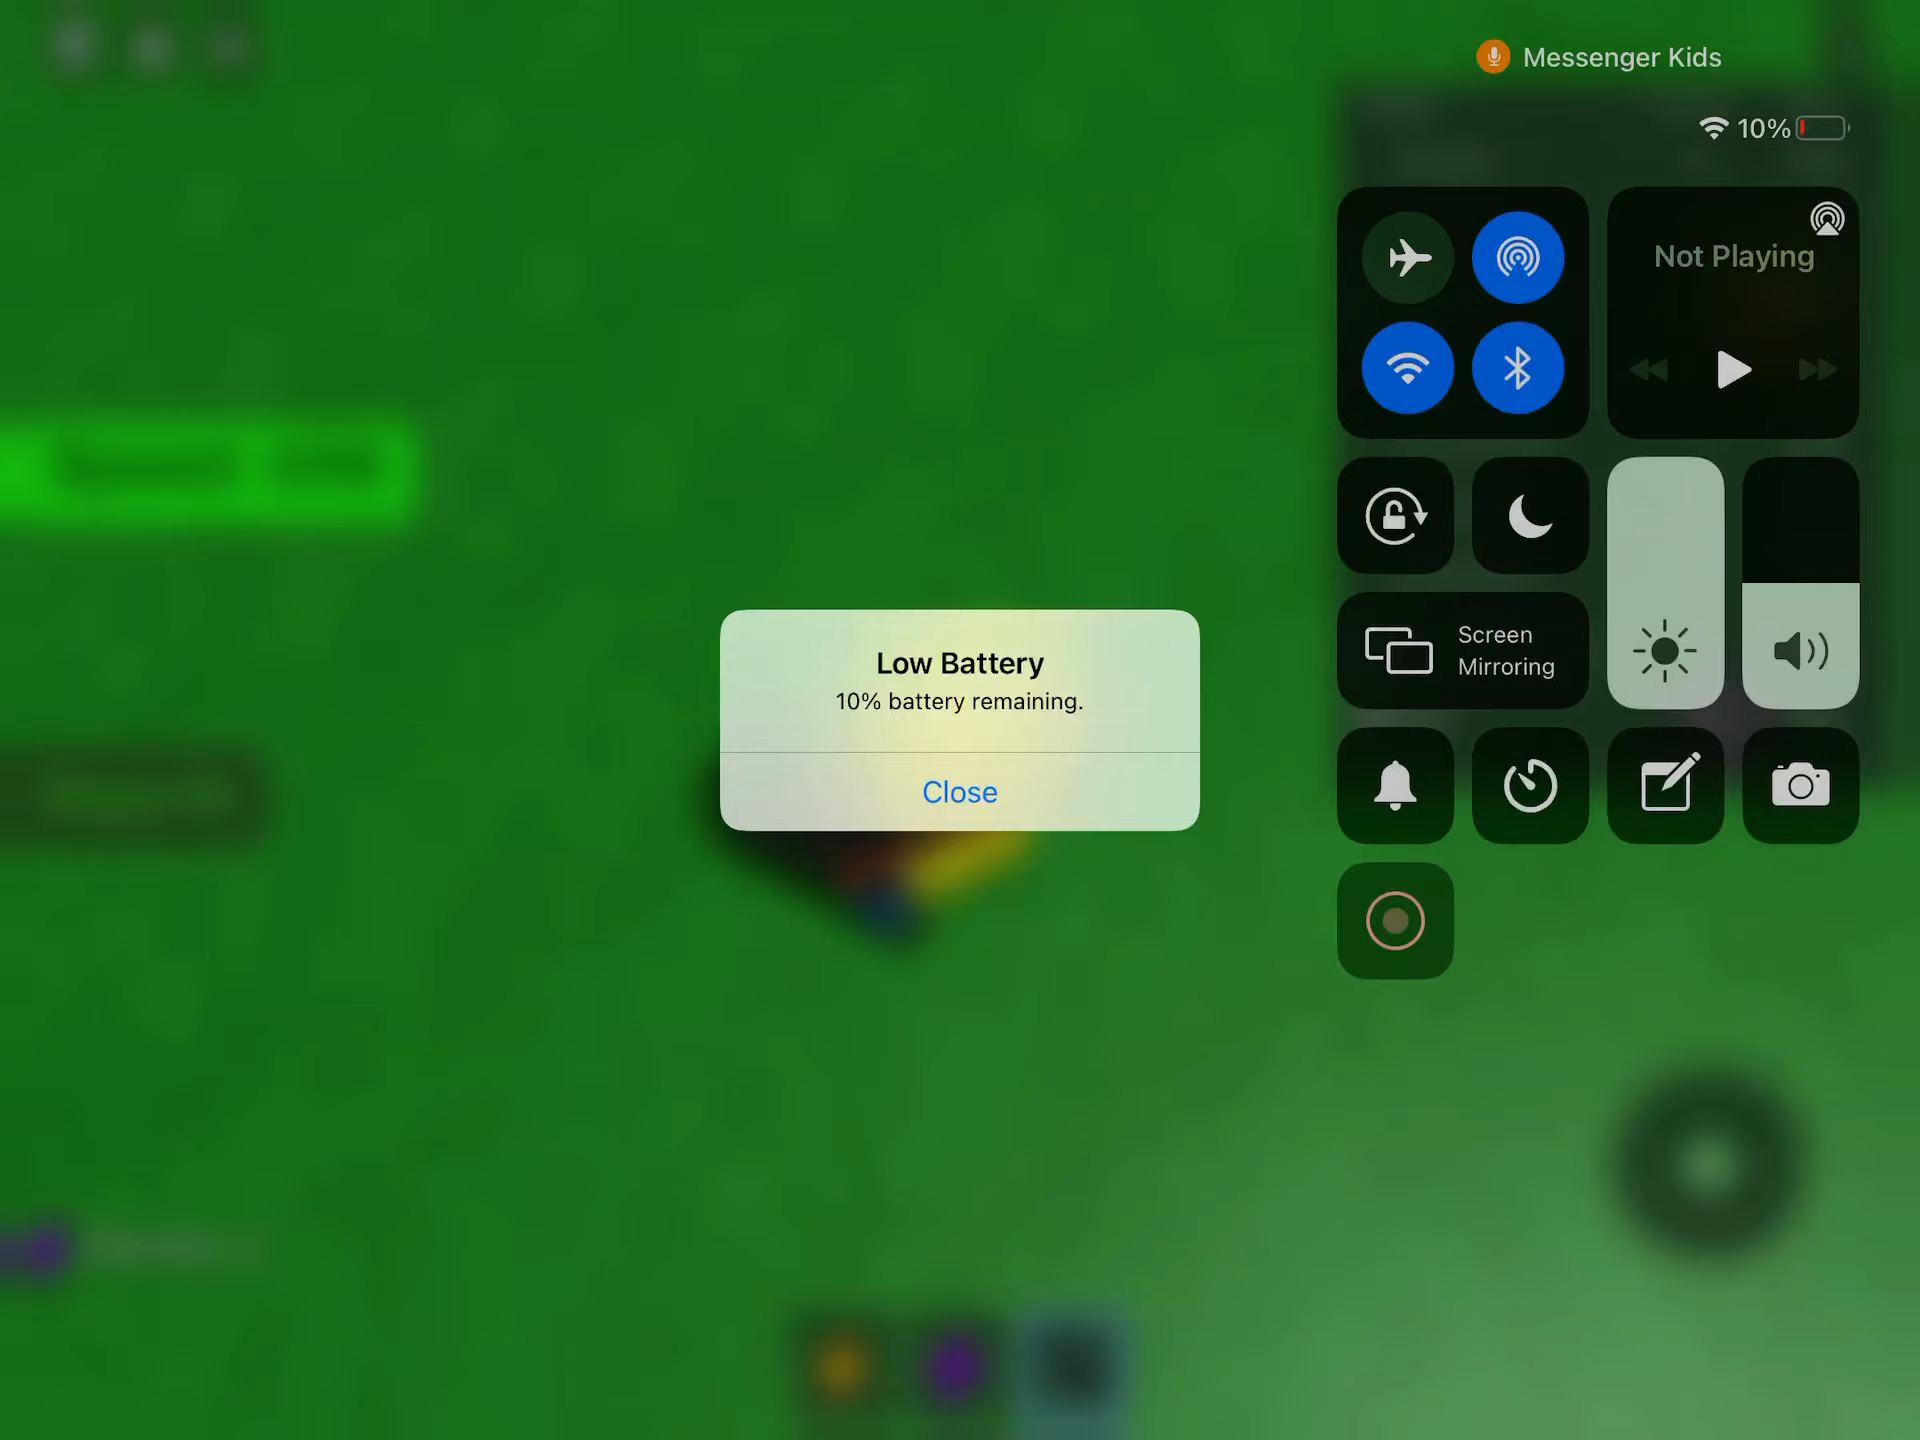 Messenger Kids
10%
Not Playing
Screen
Mirroring
Low Battery
10% battery remaining.
Close